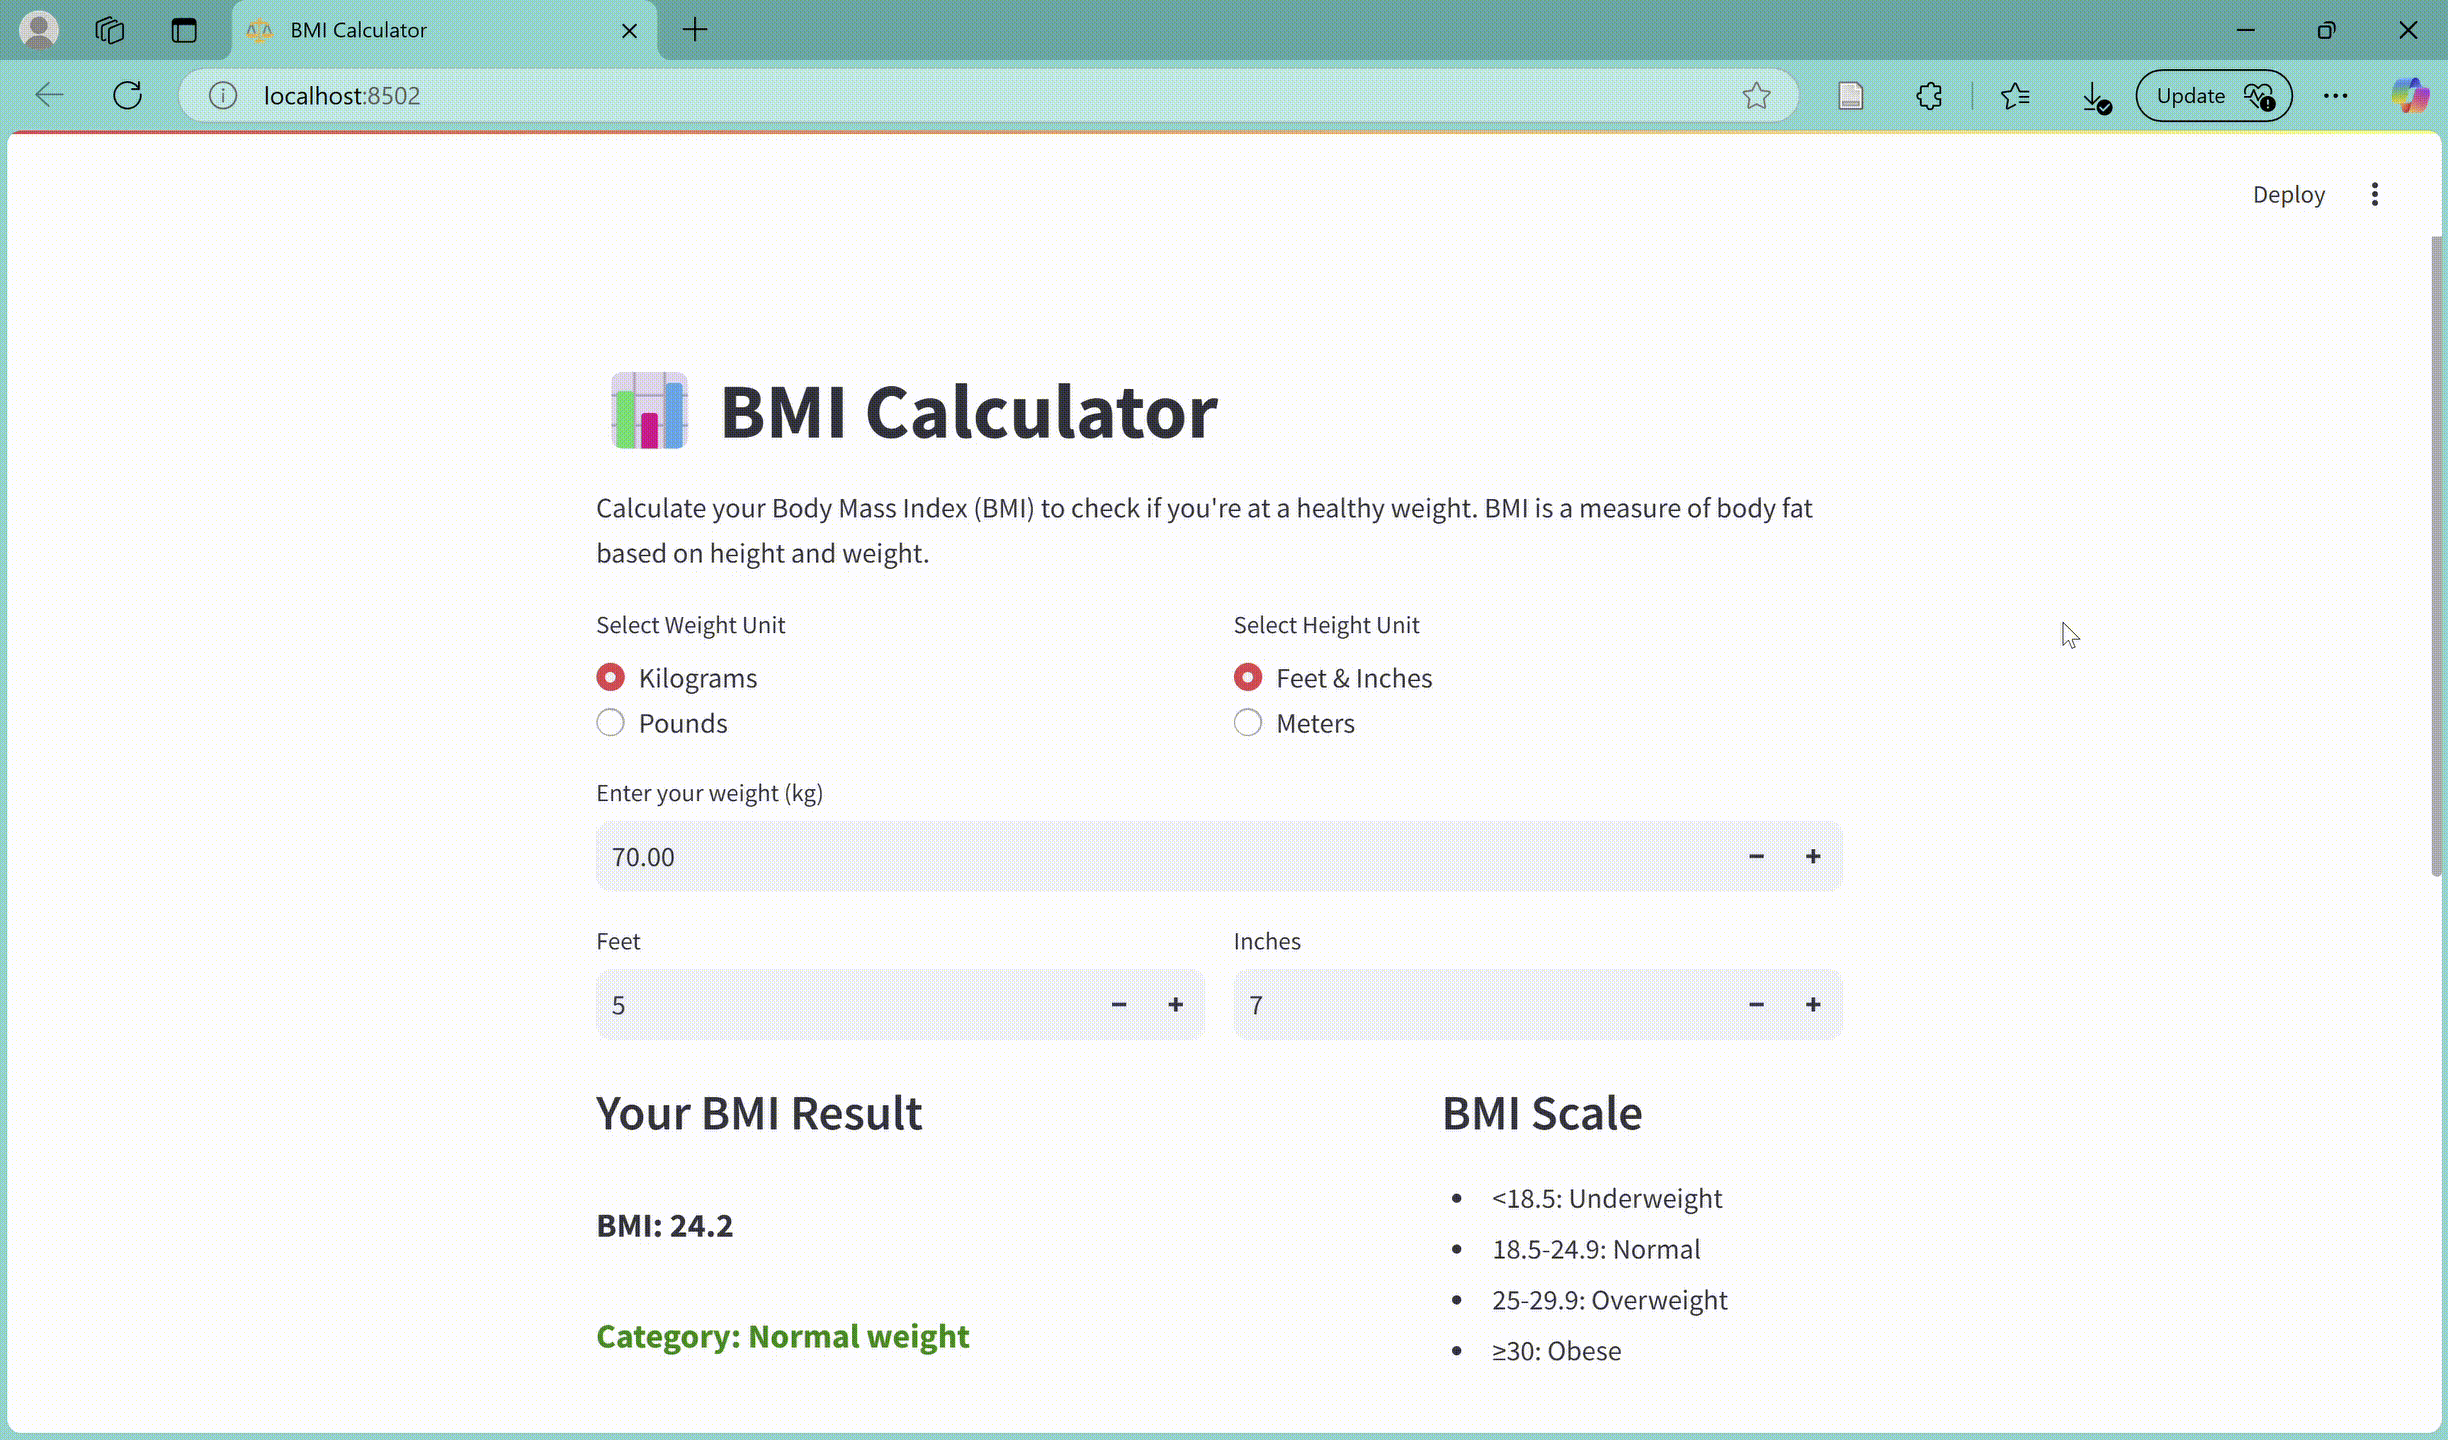 BMI Calculator
localhost:8502
Update
Deploy
BMI Calculator
Calculate your Body Mass Index (BMI) to check if you're at a healthy weight. BMI is a measure of body fat
based on height and weight.
Select Weight Unit
Kilograms
Pounds
Select Height Unit
Feet & Inches
Meters
Enter your weight (kg)
70.00
Feet
5
Inches
7
Your BMI Result
BMI: 24.2
Category: Normal weight
BMI Scale
<18.5: Underweight
18.5-24.9: Normal
25-29.9: Overweight
≥30: Obese